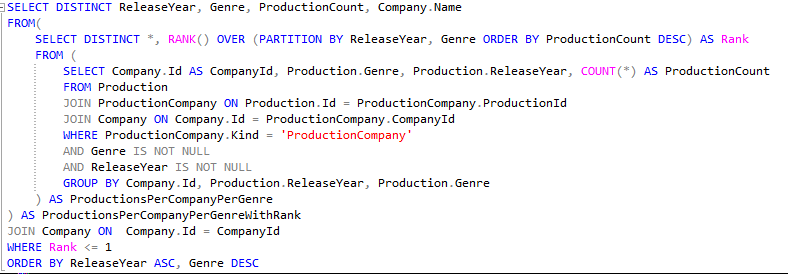 SELECT DISTINCT ReleaseYear, Genre, ProductionCount, Company.Name
FROM(
SELECT DISTINCT *, RANK() OVER (PARTITION BY ReleaseYear, Genre ORDER BY ProductionCount DESC) AS Rank
FROM (
SELECT Company.Id AS CompanyId, Production.Genre, Production.ReleaseYear, COUNT(*) AS ProductionCount
FROM Production
JOIN ProductionCompany ON Production.Id = ProductionCompany.ProductionId
JOIN Company ON Company.Id = ProductionCompany.CompanyId
WHERE ProductionCompany.Kind = 'ProductionCompany'
AND Genre IS NOT NULL
AND ReleaseYear IS NOT NULL
GROUP BY Company.Id, Production.ReleaseYear, Production.Genre
) AS ProductionsPerCompanyPerGenre
) AS ProductionsPerCompanyPerGenreWithRank
JOIN Company ON  Company.Id = CompanyId
WHERE Rank <= 1
ORDER BY ReleaseYear ASC, Genre DESC